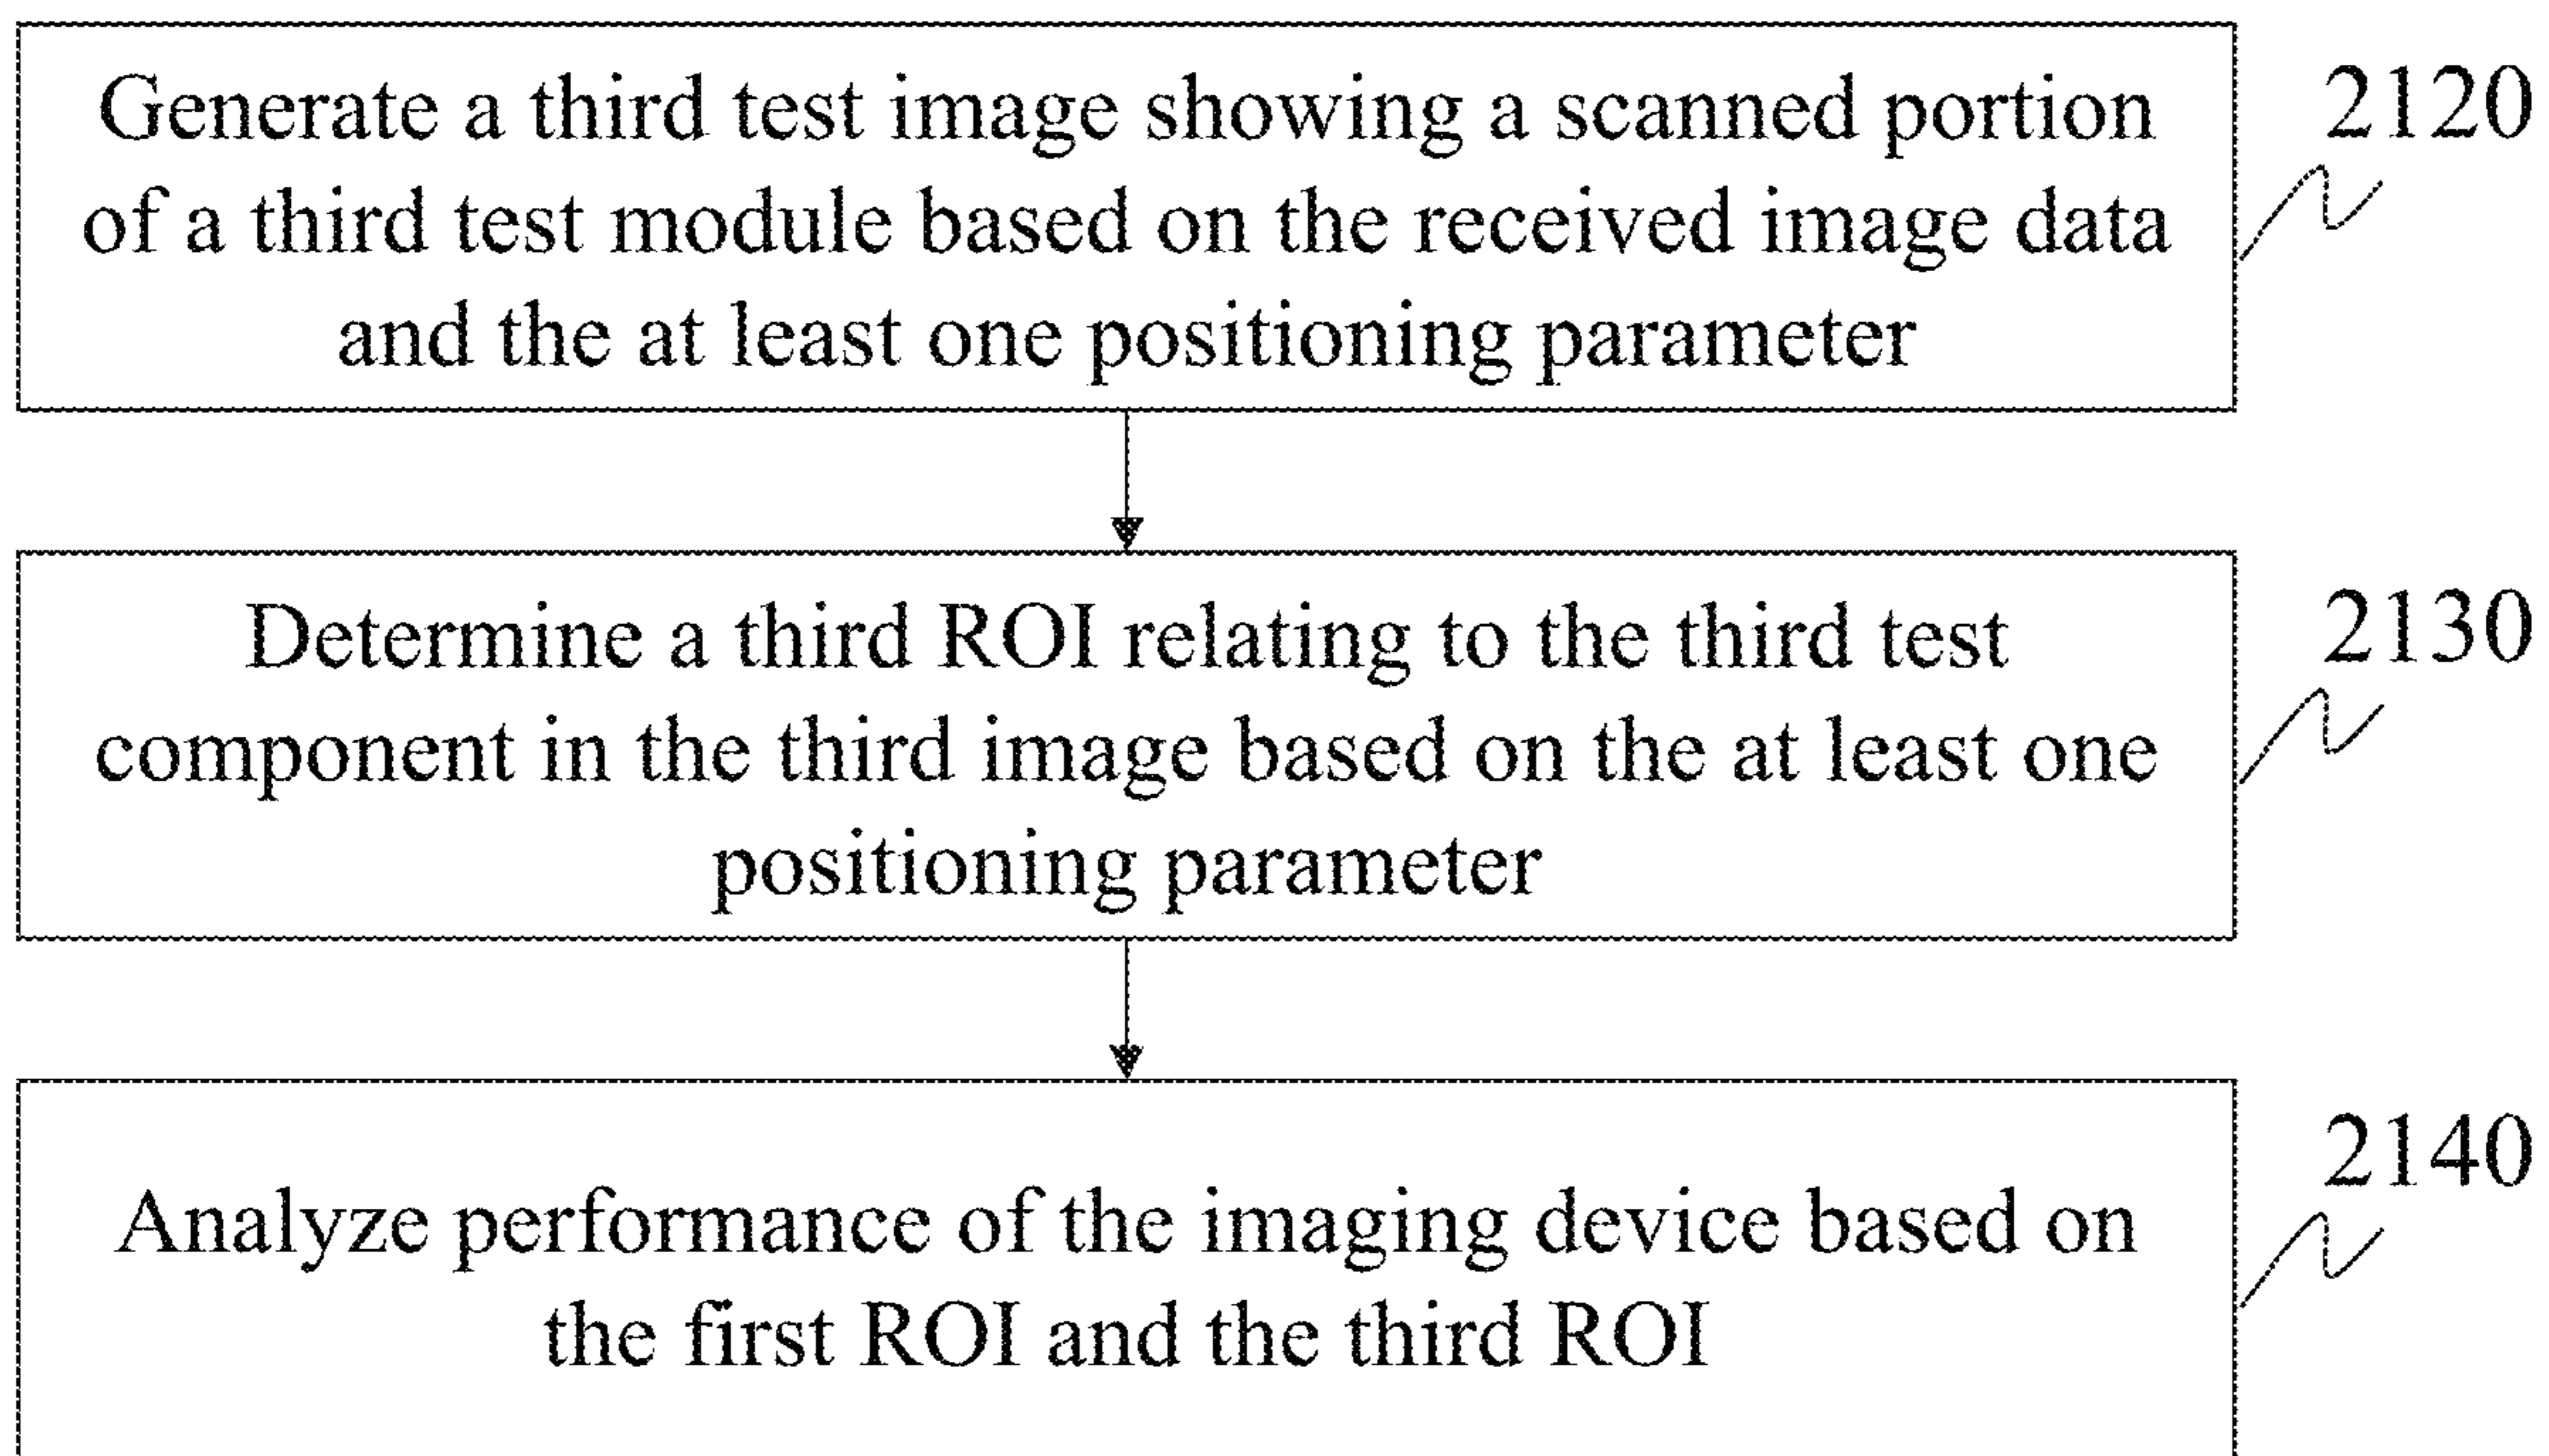 Generate a third test image showing a scanned portion
of a third test module based on the received image data
and the at least one positioning parameter
2120
Determine a third ROI relating to the third test
component in the third image based on the at least one
positioning parameter
2130
Analyze performance of the imaging device based on
the first ROI and the third ROI
2140